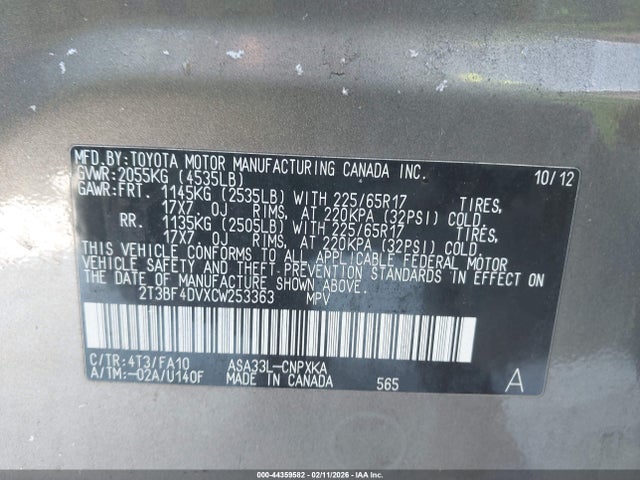 MFD.BY:TOYOTA MOTOR MANUFACTURING CANADA INC. 10/12
GVWR:2055KG (4535LB)
GAWR:FRT. 1145KG (2535LB) WITH 225/65R17 TIRES,
17X7.0J RIMS, AT 220KPA (32PSI) COLD
RR. 1135KG (2505LB) WITH 225/65R17 TIRES,
17X7.0J RIMS, AT 220KPA (32PSI) COLD
THIS VEHICLE CONFORMS TO ALL APPLICABLE FEDERAL MOTOR
VEHICLE SAFETY AND THEFT-PREVENTION STANDARDS IN EFFECT ON
THE DATE OF MANUFACTURE SHOWN ABOVE.
2T3BF4DVXCW253363 MPV
C/TR:4T3/FA10 ASA33L-CNPXKA
A/TM:-02A/U140F MADE IN CANADA 565 A
000-44359582 - 02/11/2026 - IAABUYER.CA